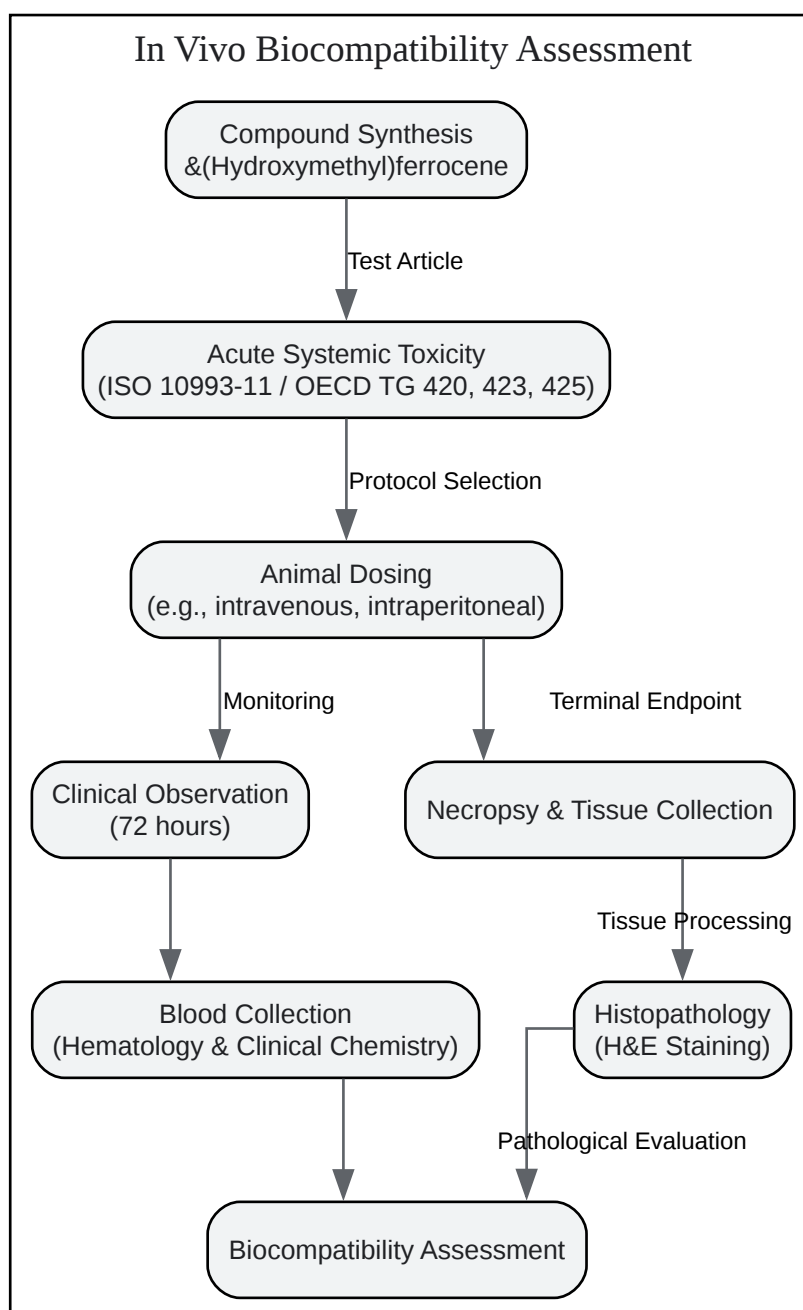 In Vivo Biocompatibility Assessment
Compound Synthesis
&(Hydroxymethyl)ferrocene
Test Article
Acute Systemic Toxicity
(ISO 10993-11 / OECD TG 420, 423, 425)
Protocol Selection
Animal Dosing
(e.g., intravenous, intraperitoneal)
Monitoring
Terminal Endpoint
Clinical Observation
(72 hours)
Necropsy & Tissue Collection
Tissue Processing
Blood Collection
(Hematology & Clinical Chemistry)
Histopathology
(H&E Staining)
Pathological Evaluation
Biocompatibility Assessment